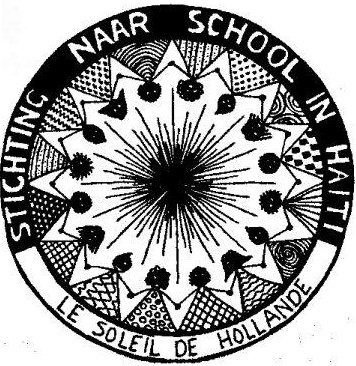 STICHTING NAAR SCHOOL IN HAITI
LE SOLEIL DE HOLLANDE